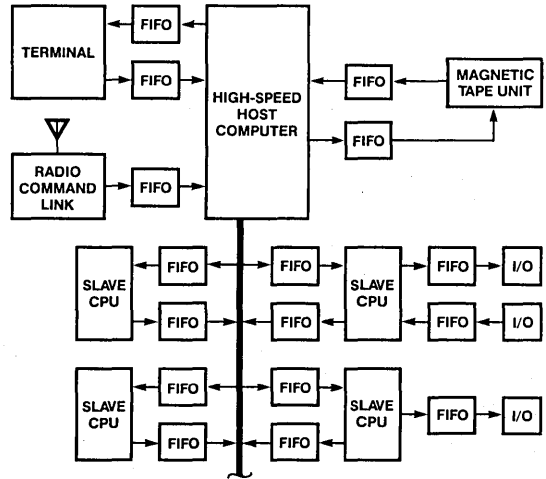 FIFO
TERMINAL
FIFO
HIGH-SPEED
HOST
COMPUTER
FIFO
MAGNETIC
TAPE UNIT
FIFO
RADIO
COMMAND
LINK
FIFO
SLAVE
CPU
FIFO
FIFO
FIFO
FIFO
SLAVE
CPU
FIFO
I/O
FIFO
I/O
SLAVE
CPU
FIFO
FIFO
FIFO
FIFO
SLAVE
CPU
FIFO
I/O